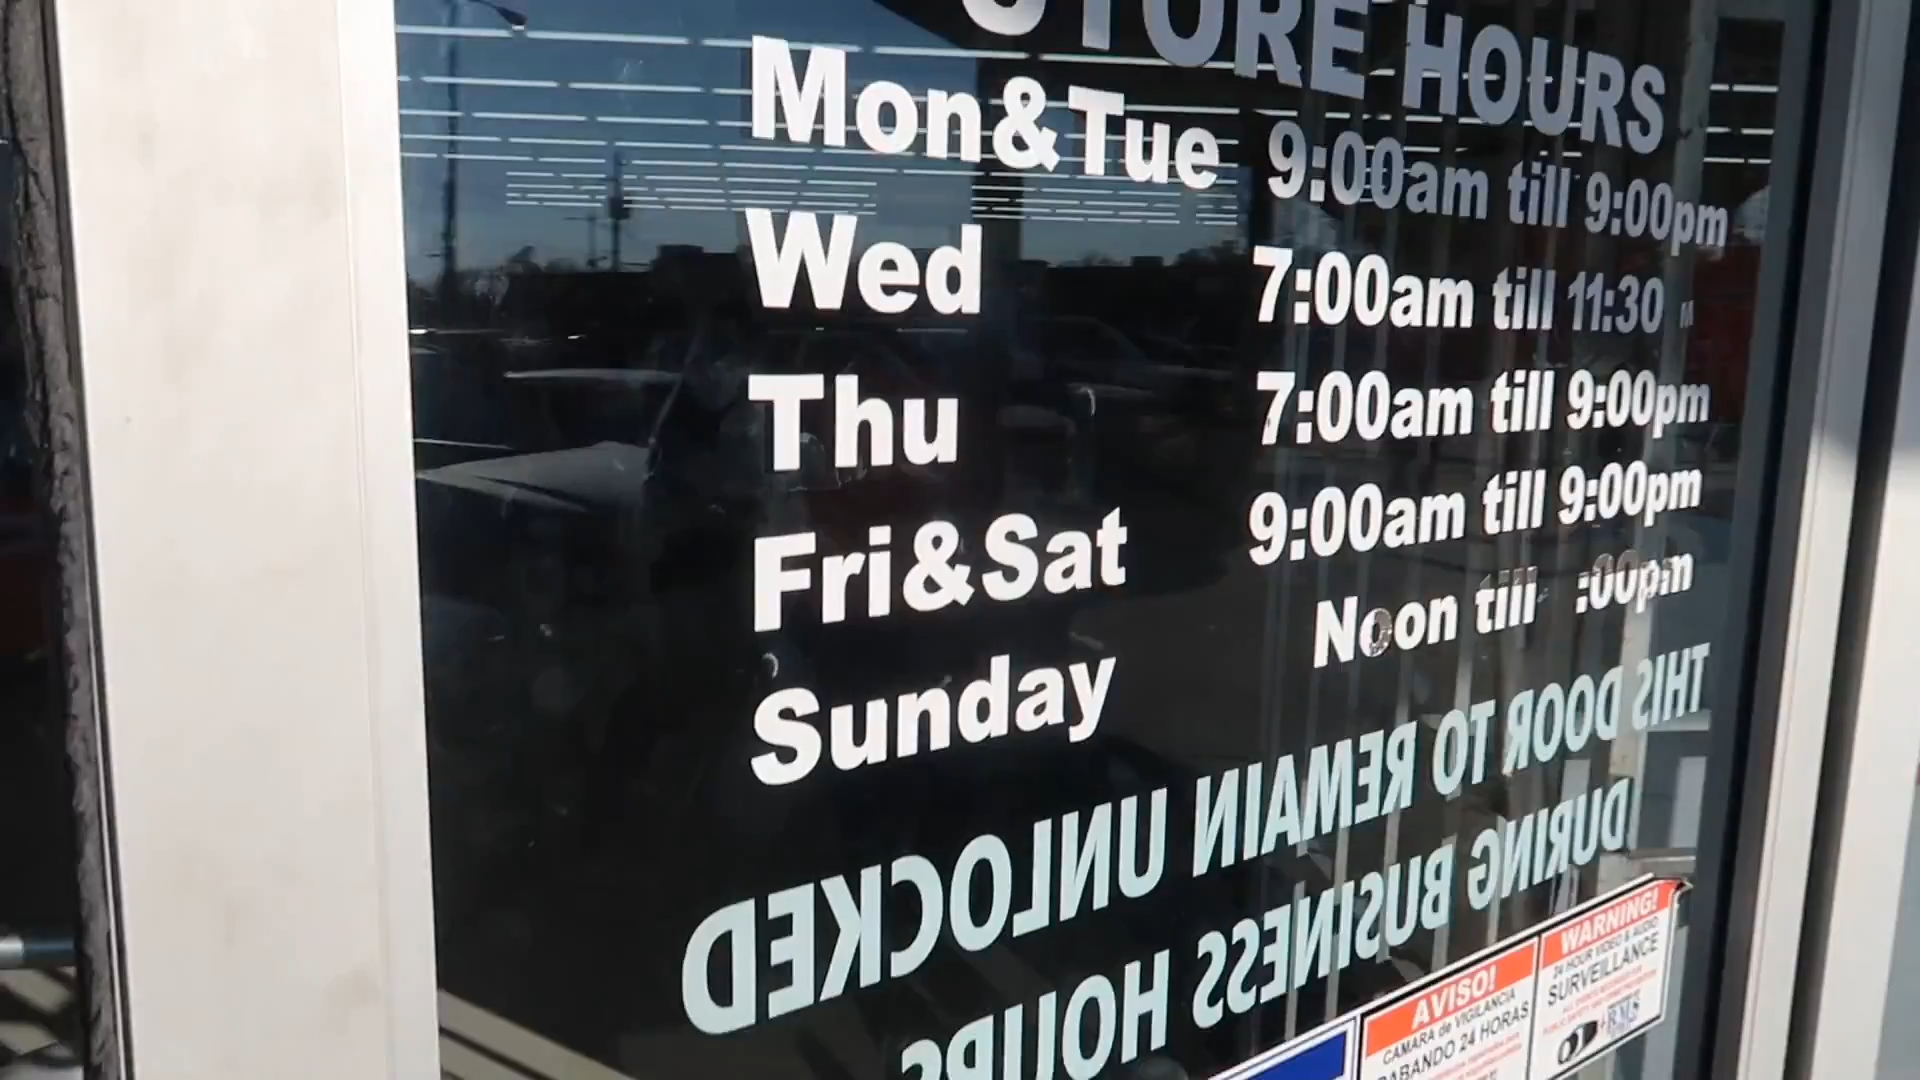 STORE HOURS
Mon&Tue 9:00am till 9:00pm
Wed 7:00am till 11:30
Thu 7:00am till 9:00pm
Fri&Sat 9:00am till 9:00pm
Sunday Noon till :00pm
THIS DOOR TO REMAIN UNLOCKED
DURING BUSINESS HOURS
WARNING!
24 HOUR VIDEO & AUDIO
SURVEILLANCE
RMS
AVISO!
CAMARA de VIGILANCIA
24 HORAS